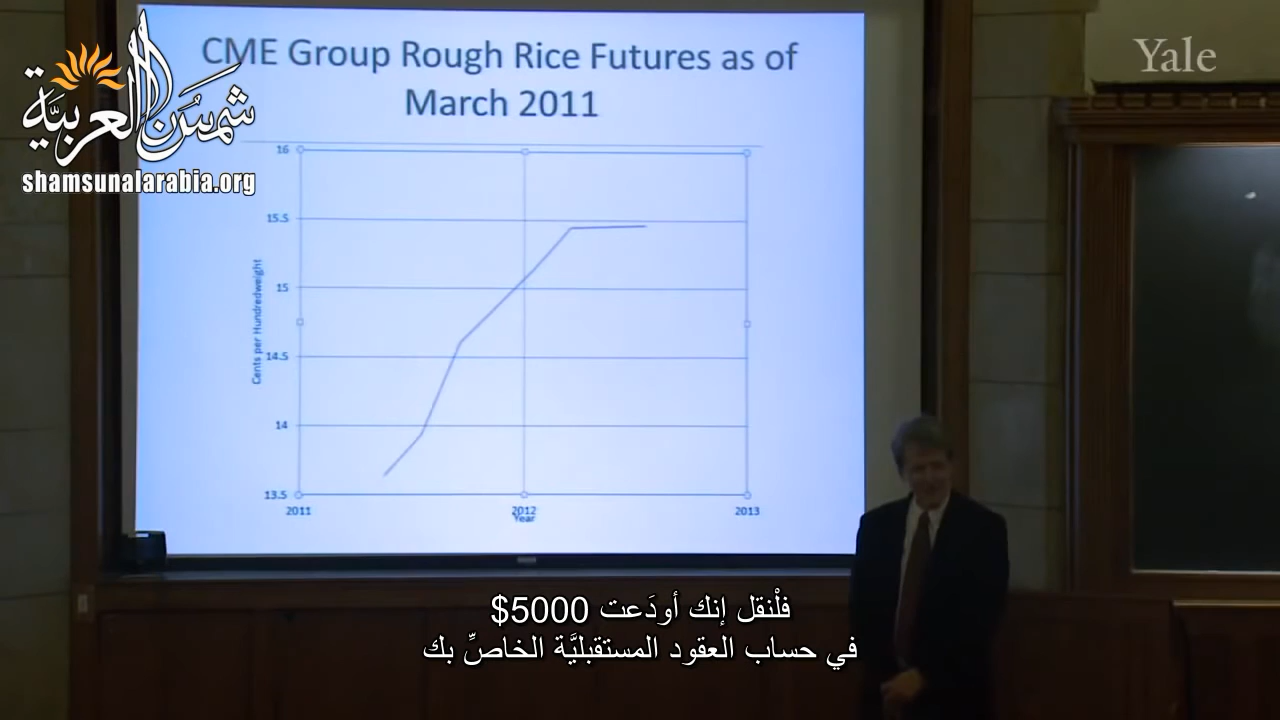 CME Group Rough Rice Futures as of
March 2011
Yale
شمس العربية
shamsunalarabia.org
16
15.5
15
14.5
14
13.5
Cents per Hundredweight
2011
2012
2013
Year
فلْنقل إنك أودَعت 5000$
في حساب العقود المستقبليَّة الخاصِّ بك